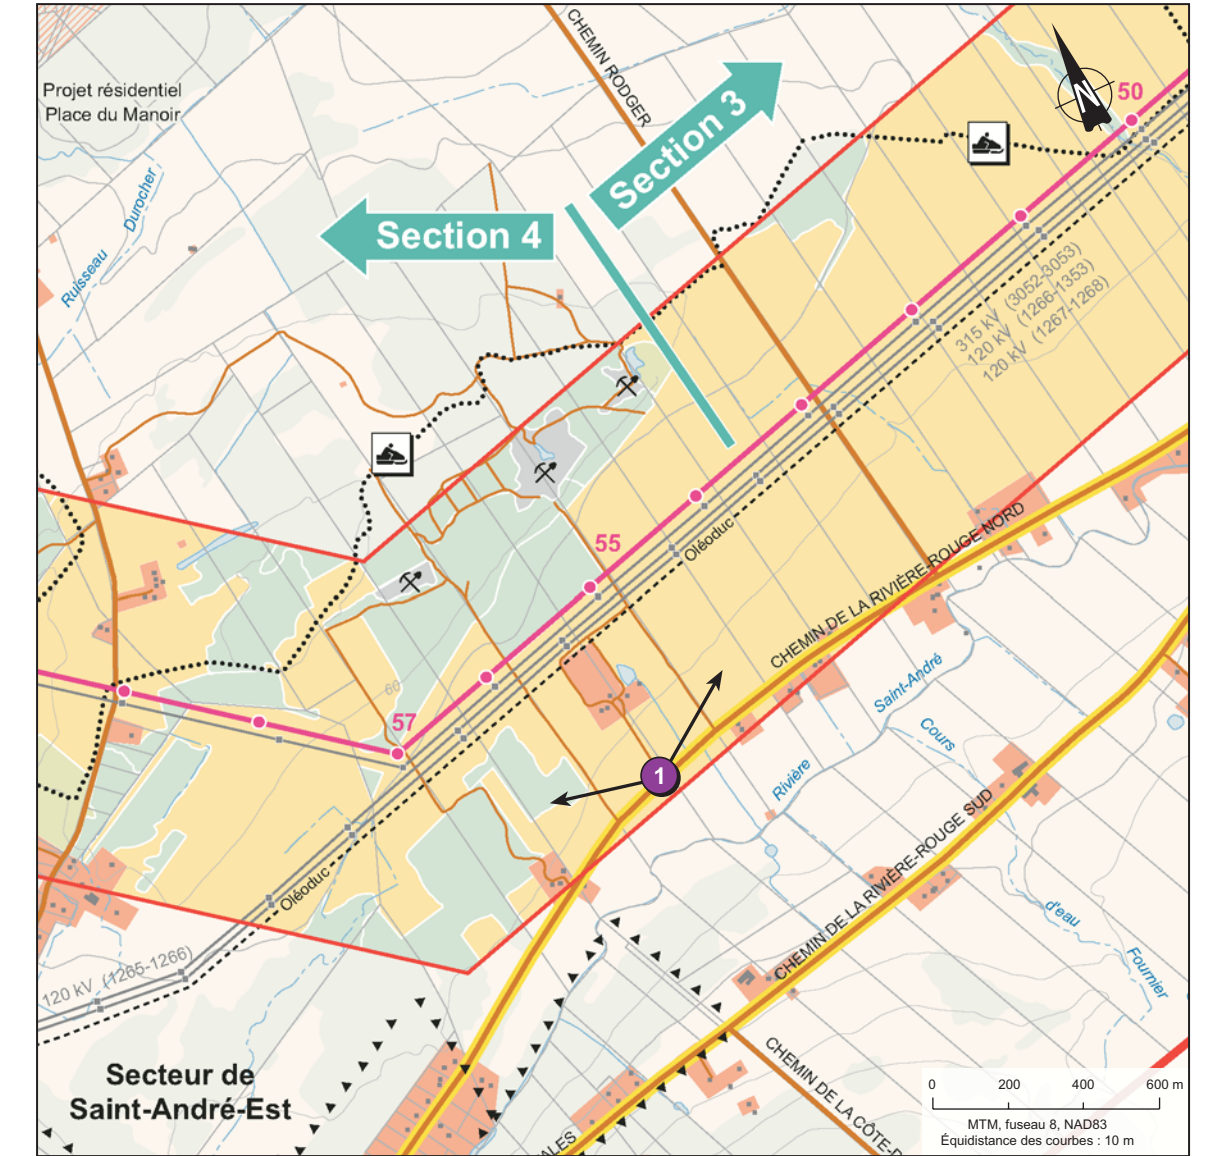 CHEMIN RODGER
Projet résidentiel
Place du Manoir
N
50
Section 3
Section 4
Ruisseau
Durocher
315 kV (3052-3053)
120 kV (1266-1353)
120 kV (1267-1268)
55
Oléoduc
CHEMIN DE LA RIVIÈRE-ROUGE NORD
60
57
1
Saint-André
Rivière
Cours
d'eau
Fournier
CHEMIN DE LA RIVIÈRE-ROUGE SUD
Oléoduc
120 kV (1265-1266)
Secteur de
Saint-André-Est
CHEMIN DE LA CÔTE-D
ALES
0 200 400 600 m
MTM, fuseau 8, NAD83
Équidistance des courbes : 10 m